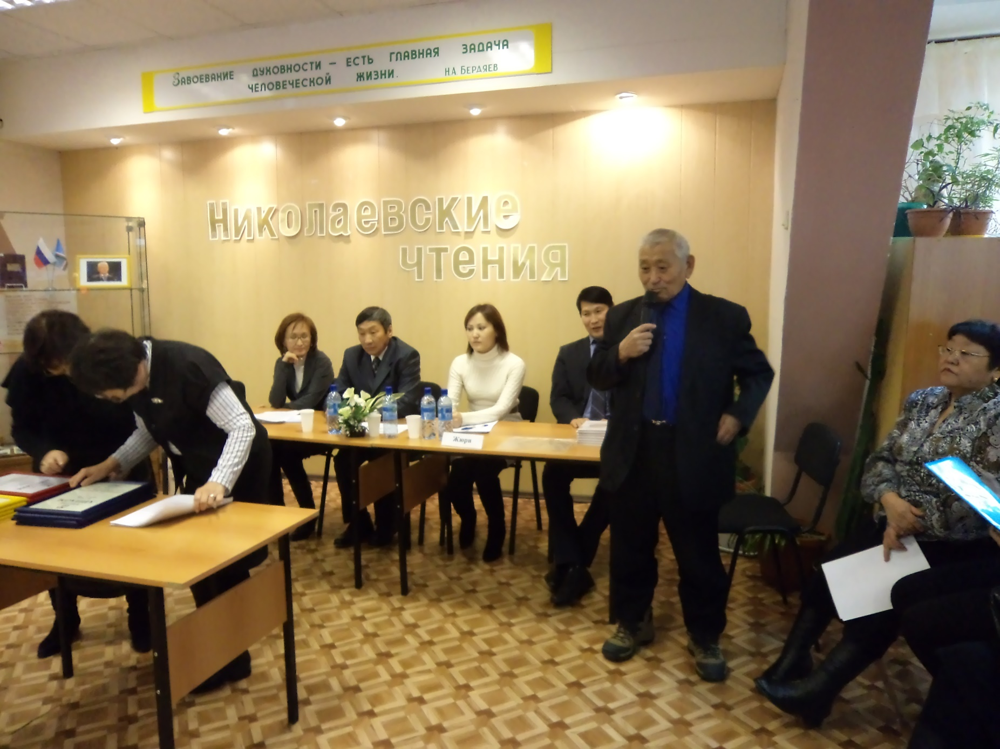 Завоевание духовности – есть главная задача
человеческой жизни. Н.А. Бердяев
Николаевские
чтения
Жюри